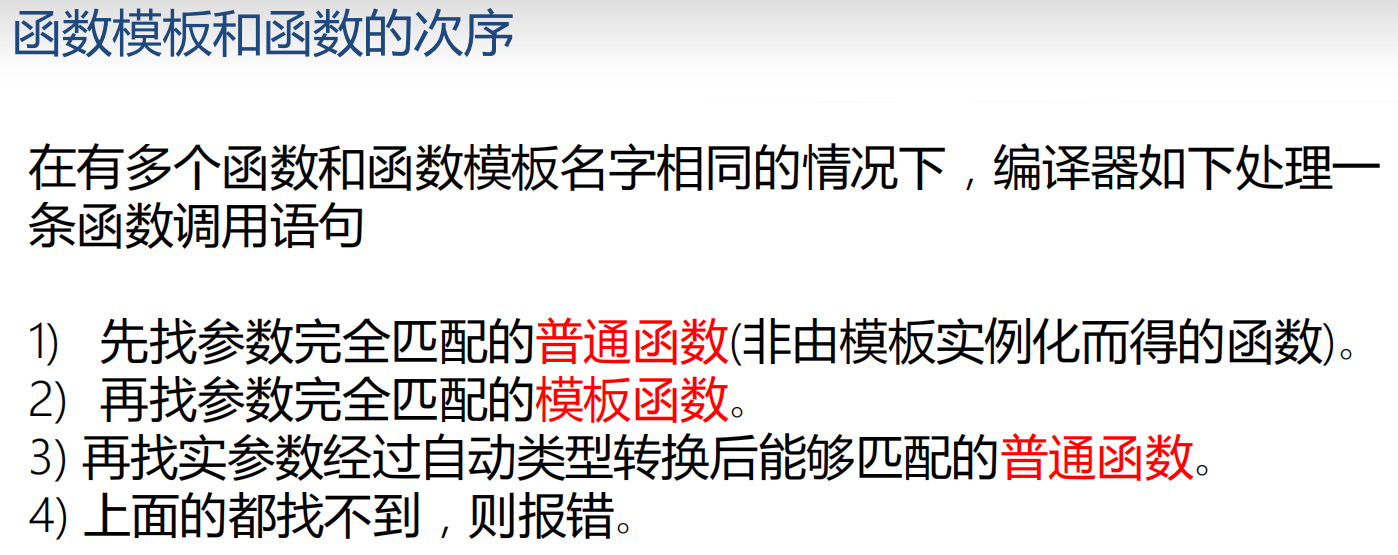 函数模板和函数的次序
在有多个函数和函数模板名字相同的情况下，编译器如下处理一
条函数调用语句
1) 先找参数完全匹配的普通函数(非由模板实例化而得的函数)。
2) 再找参数完全匹配的模板函数。
3) 再找实参数经过自动类型转换后能够匹配的普通函数。
4) 上面的都找不到，则报错。